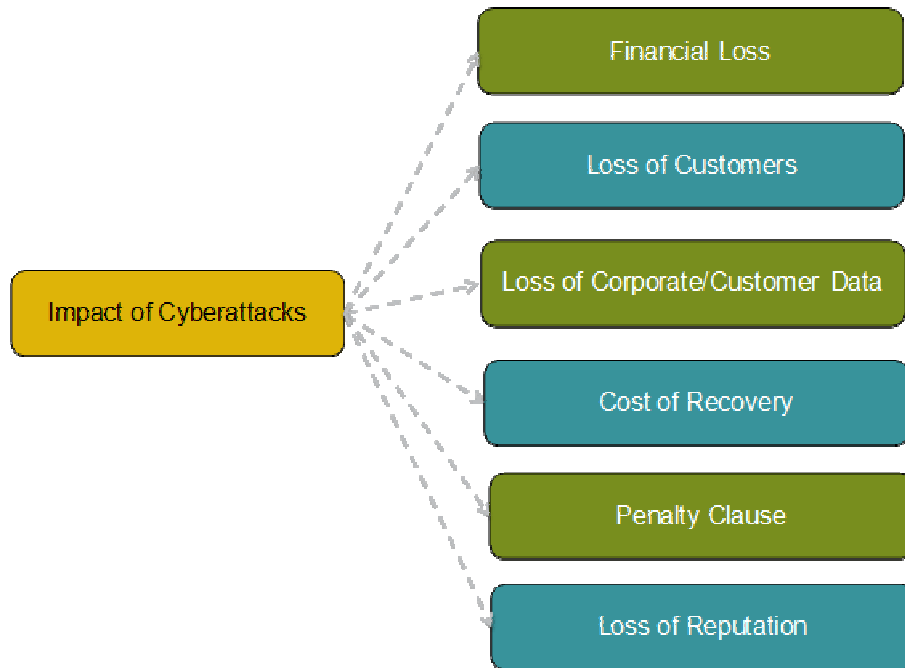 Financial Loss
Loss of Customers
Loss of Corporate/Customer Data
Impact of Cyberattacks
Cost of Recovery
Penalty Clause
Loss of Reputation